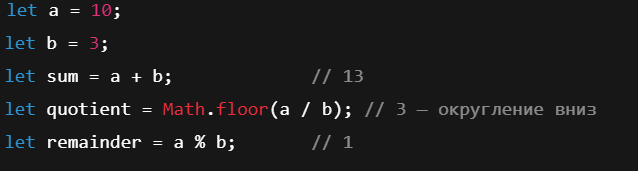 let a = 10;
let b = 3;
let sum = a + b; // 13
let quotient = Math.floor(a / b); // 3 — округление вниз
let remainder = a % b; // 1